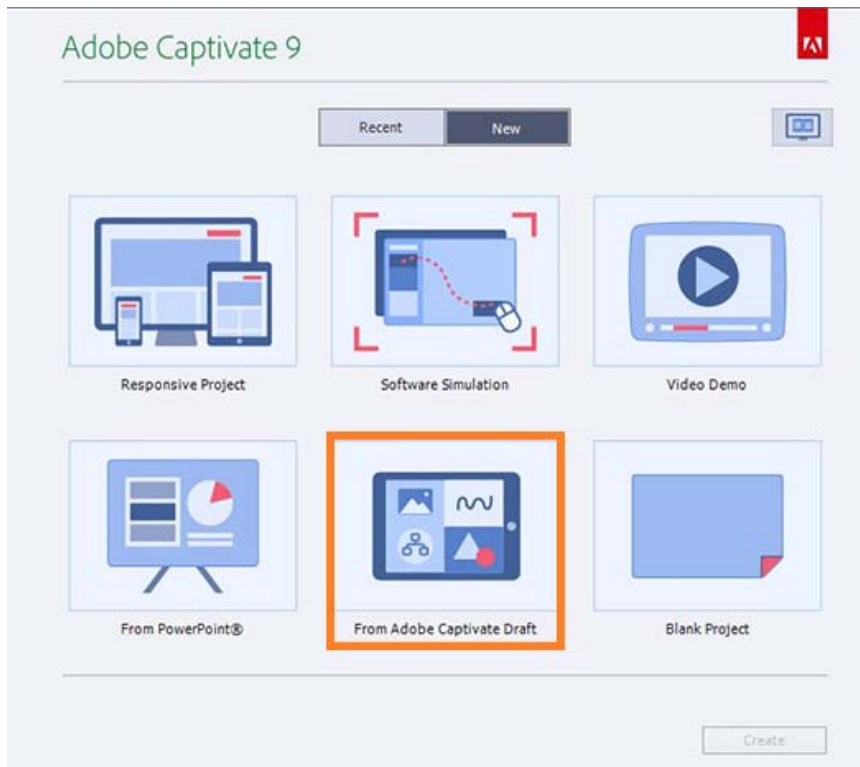 Adobe Captivate 9
Recent New
Responsive Project Software Simulation Video Demo
From PowerPoint® From Adobe Captivate Draft Blank Project
Create